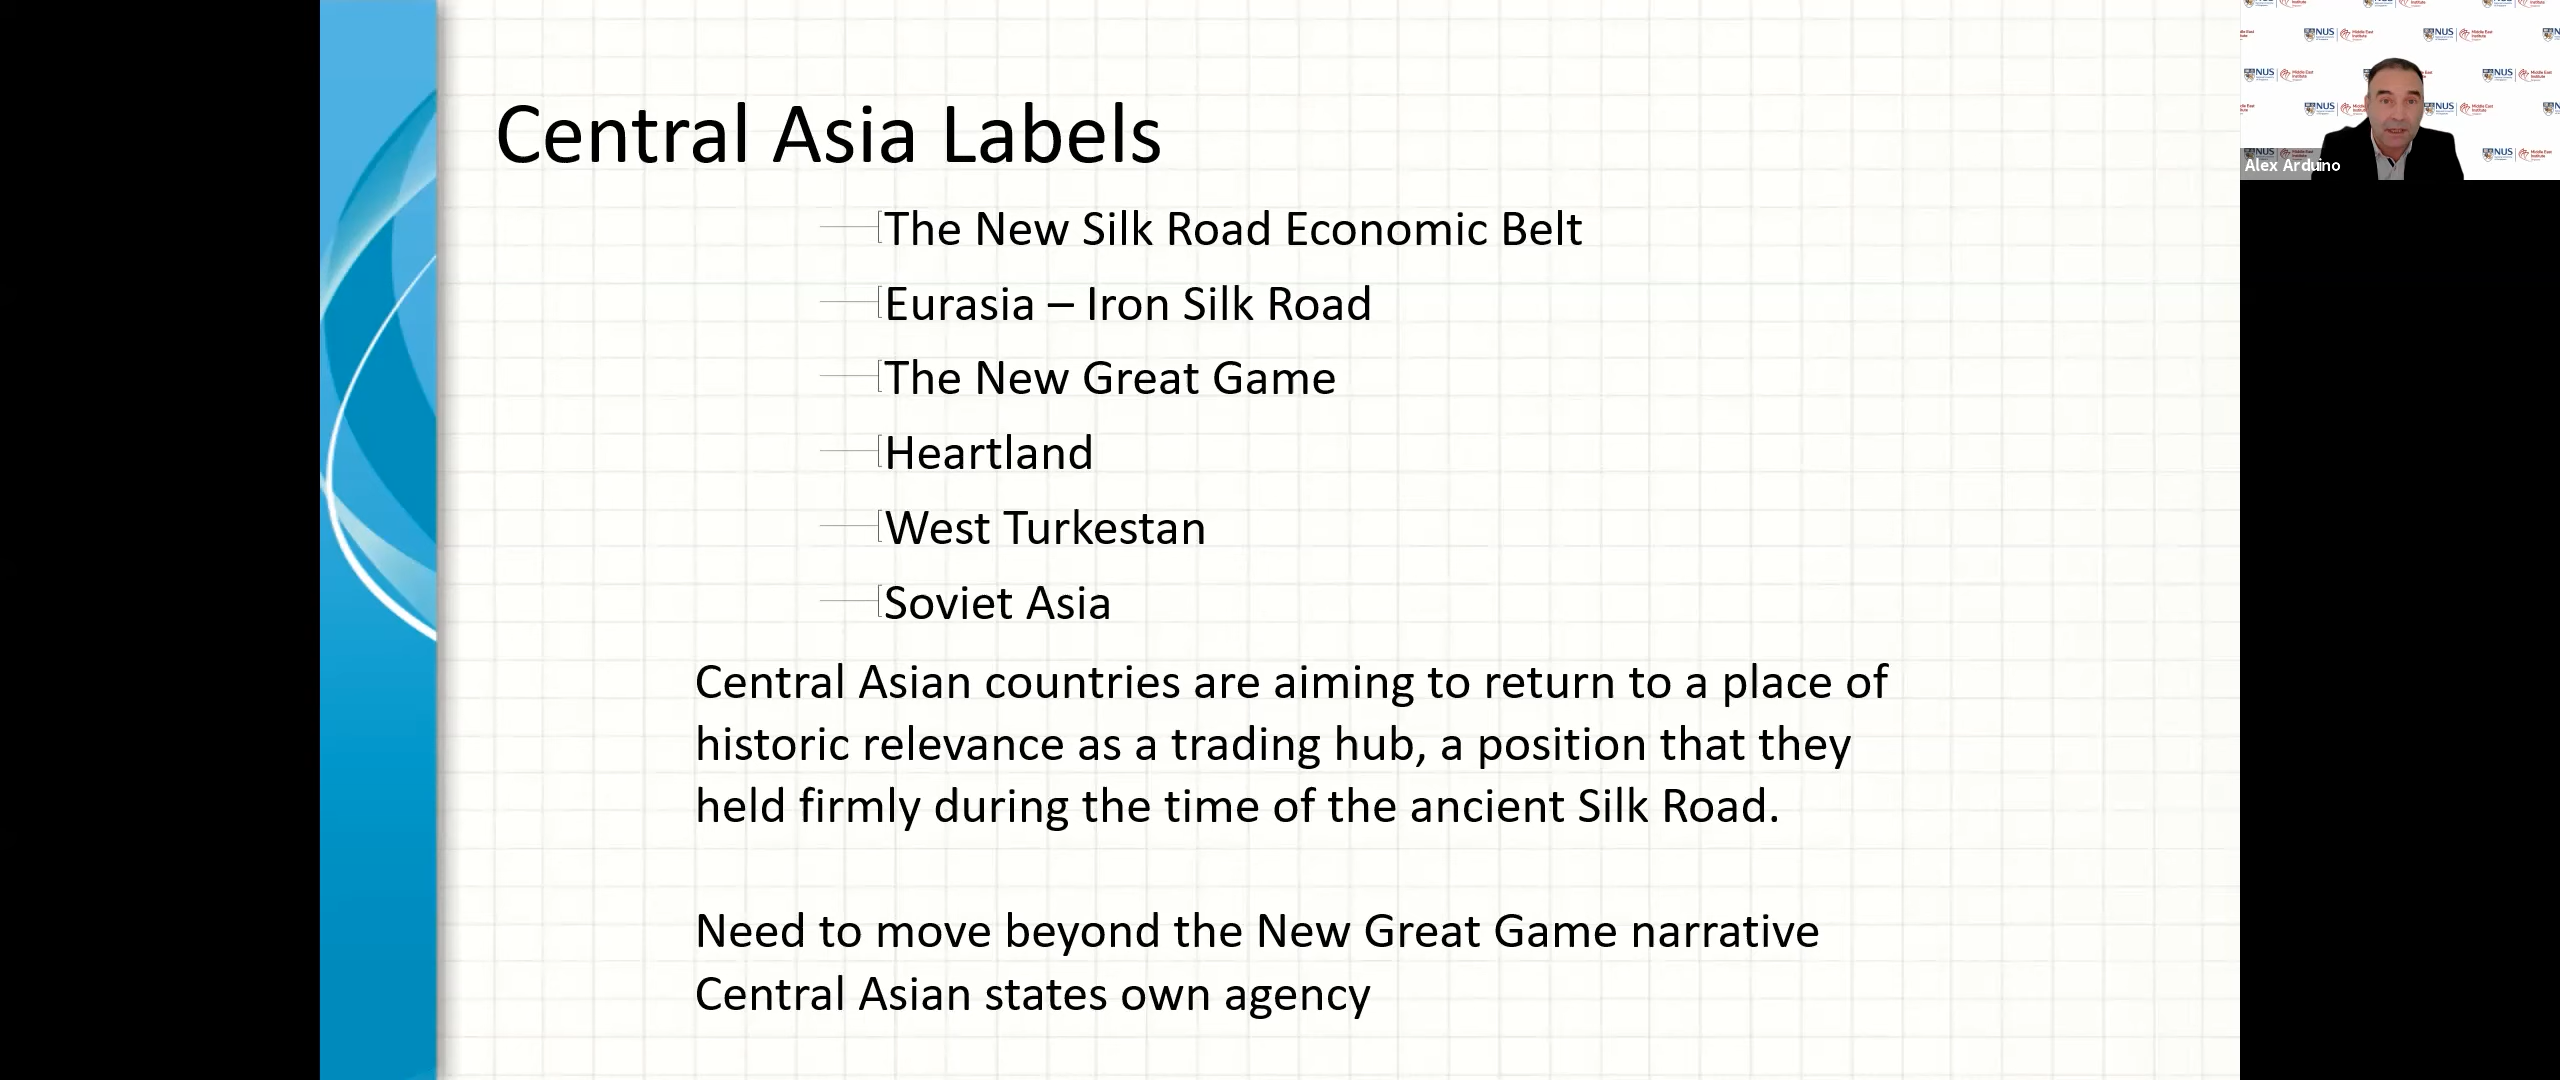 Central Asia Labels
The New Silk Road Economic Belt
Eurasia – Iron Silk Road
The New Great Game
Heartland
West Turkestan
Soviet Asia
Central Asian countries are aiming to return to a place of
historic relevance as a trading hub, a position that they
held firmly during the time of the ancient Silk Road.
Need to move beyond the New Great Game narrative
Central Asian states own agency
NUS
Middle East
Institute
Alex Arduino